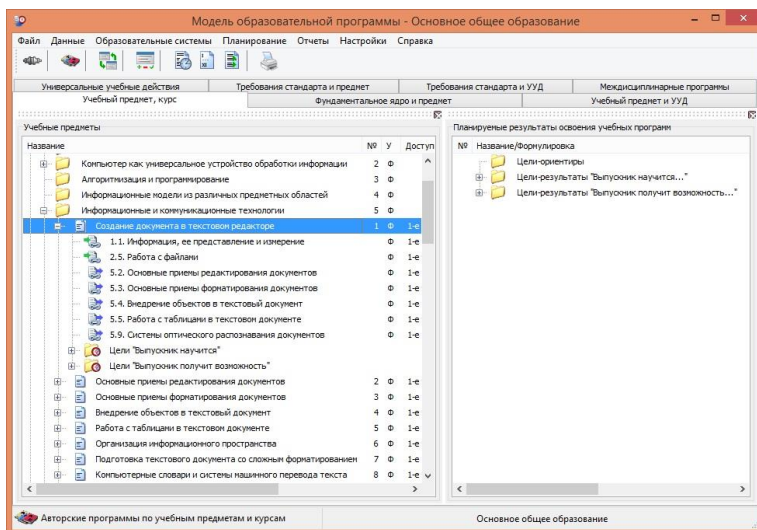 Модель образовательной программы - Основное общее образование
Файл Данные Образовательные системы Планирование Отчеты Настройки Справка
Универсальные учебные действия Требования стандарта и предмет Требования стандарта и УУД Междисциплинарные программы
Учебный предмет, курс Фундаментальное ядро и предмет Учебный предмет и УУД
Учебные предметы
Название № У Доступ
Компьютер как универсальное устройство обработки информации 2 Ф
Алгоритмизация и программирование 3 Ф
Информационные модели из различных предметных областей 4 Ф
Информационные и коммуникационные технологии 5 Ф
Создание документа в текстовом редакторе 1 Ф 1-е
1.1. Информация, ее представление и измерение Ф 1-е
2.5. Работа с файлами Ф 1-е
5.2. Основные приемы редактирования документов Ф 1-е
5.3. Основные приемы форматирования документов Ф 1-е
5.4. Внедрение объектов в текстовый документ Ф 1-е
5.5. Работа с таблицами в текстовом документе Ф 1-е
5.9. Системы оптического распознавания документов Ф 1-е
Цели "Выпускник научится"
Цели "Выпускник получит возможность"
Основные приемы редактирования документов 2 Ф 1-е
Основные приемы форматирования документов 3 Ф 1-е
Внедрение объектов в текстовый документ 4 Ф 1-е
Работа с таблицами в текстовом документе 5 Ф 1-е
Организация информационного пространства 6 Ф 1-е
Подготовка текстового документа со сложным форматированием 7 Ф 1-е
Компьютерные словари и системы машинного перевода текста 8 Ф 1-е
Планируемые результаты освоения учебных программ
№ Название/Формулировка
Цели-ориентиры
Цели-результаты "Выпускник научится..."
Цели-результаты "Выпускник получит возможность..."
Авторские программы по учебным предметам и курсам Основное общее образование